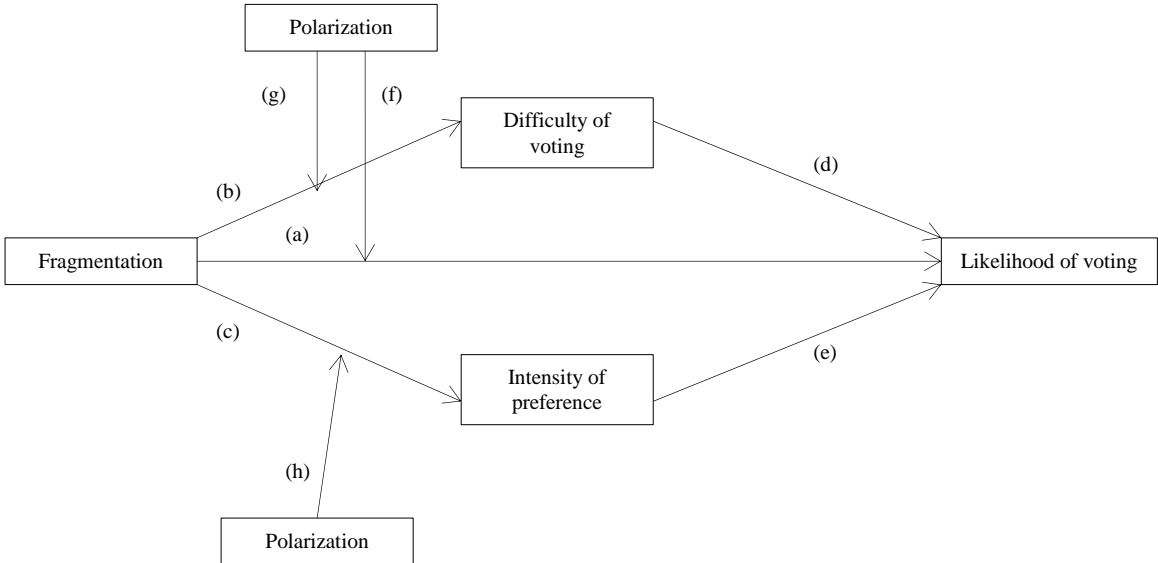 Polarization
(g)
(f)
Difficulty of
voting
(d)
(b)
(a)
Fragmentation
Likelihood of voting
(c)
(e)
Intensity of
preference
(h)
Polarization